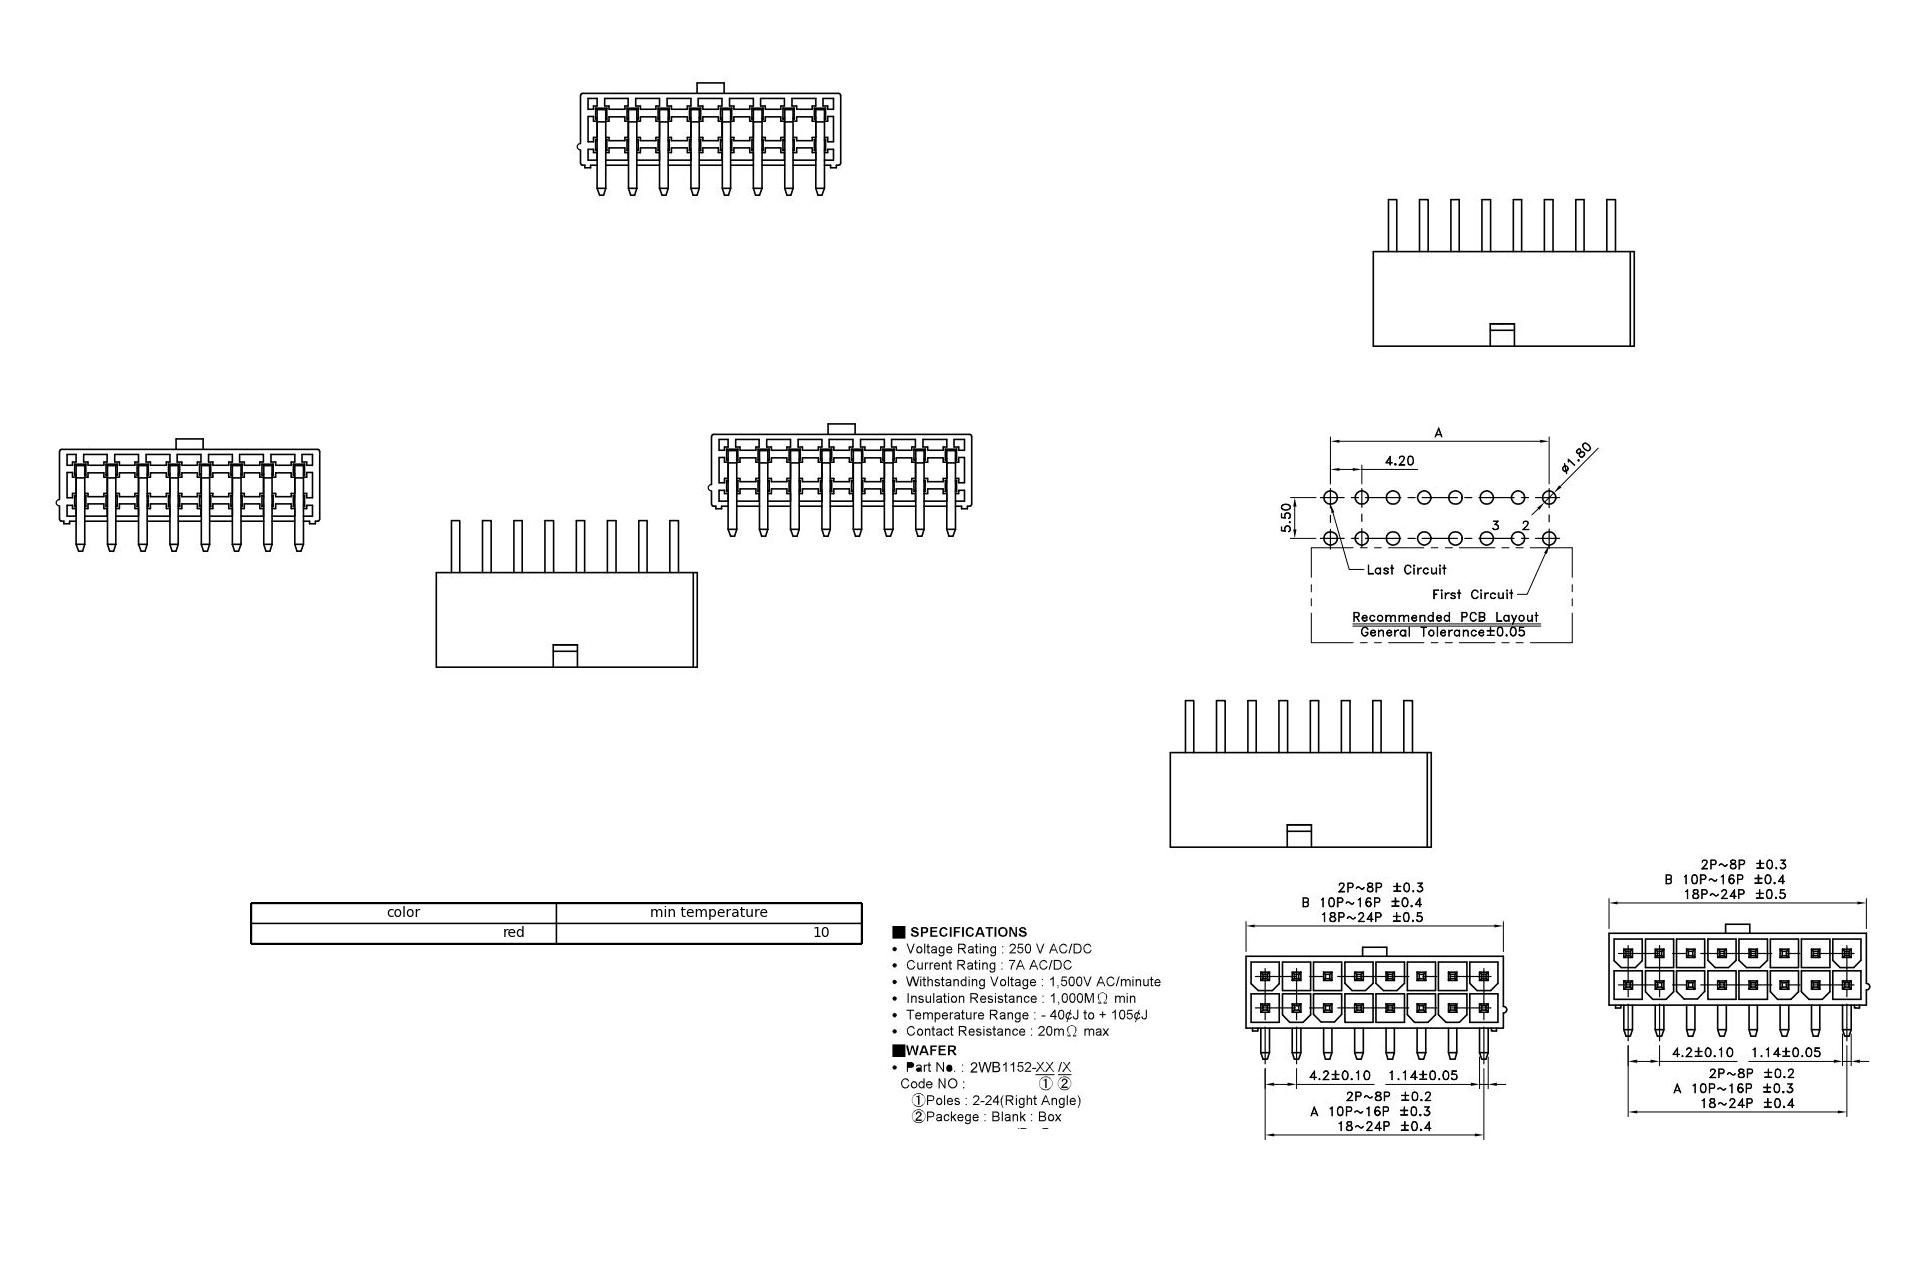 A
4.20
ø1.80
5.50
3 2
Last Circuit
First Circuit
Recommended PCB Layout
General Tolerance±0.05
color min temperature
red 10
■ SPECIFICATIONS
• Voltage Rating : 250 V AC/DC
• Current Rating : 7A AC/DC
• Withstanding Voltage : 1,500V AC/minute
• Insulation Resistance : 1,000MΩ min
• Temperature Range : - 40¢J to + 105¢J
• Contact Resistance : 20mΩ max
■WAFER
• Part No. : 2WB1152-XX /X
Code NO : ① ②
①Poles : 2-24(Right Angle)
②Packege : Blank : Box
2P~8P ±0.3
B 10P~16P ±0.4
18P~24P ±0.5
4.2±0.10 1.14±0.05
2P~8P ±0.2
A 10P~16P ±0.3
18~24P ±0.4
2P~8P ±0.3
B 10P~16P ±0.4
18P~24P ±0.5
4.2±0.10 1.14±0.05
2P~8P ±0.2
A 10P~16P ±0.3
18~24P ±0.4